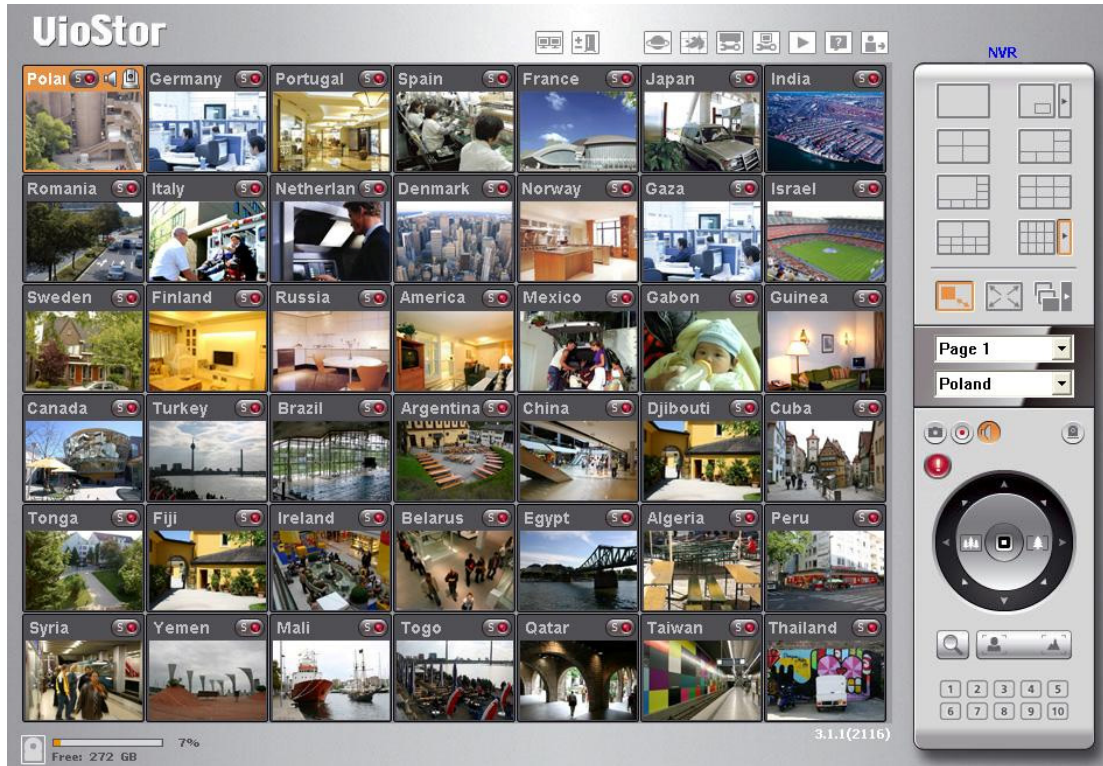 VioStor
NVR
Polar
Germany
Portugal
Spain
France
Japan
India
Romania
Italy
Netherlan
Denmark
Norway
Gaza
Israel
Sweden
Finland
Russia
America
Mexico
Gabon
Guinea
Canada
Turkey
Brazil
Argentina
China
Djibouti
Cuba
Tonga
Fiji
Ireland
Belarus
Egypt
Algeria
Peru
Syria
Yemen
Mali
Togo
Qatar
Taiwan
Thailand
Page 1
Poland
1 2 3 4 5
6 7 8 9 10
7%
Free: 272 GB
3.1.1(2116)